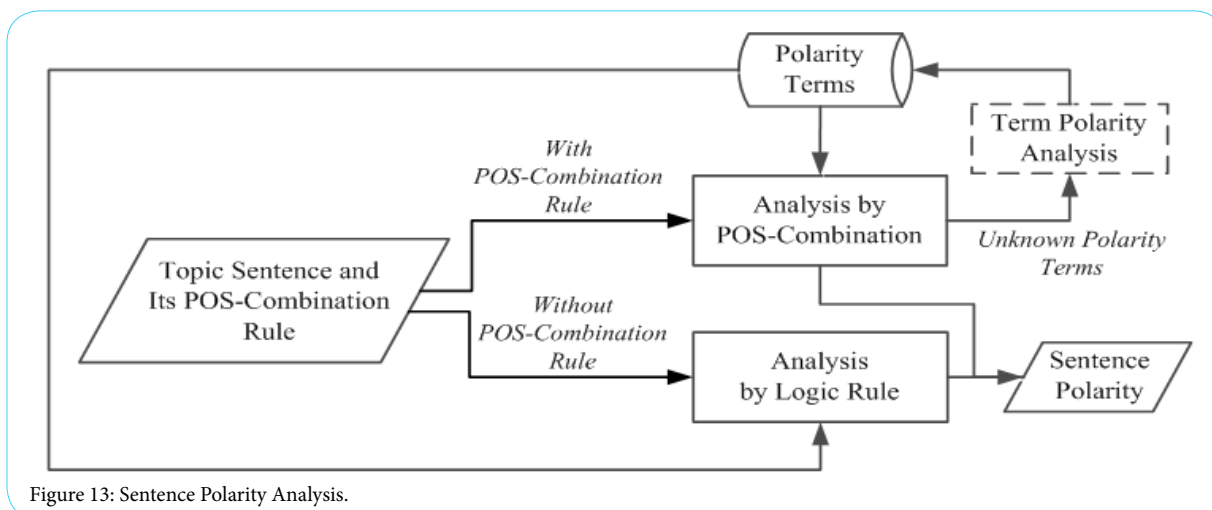 Polarity
Terms
Term Polarity
Analysis
With
POS-Combination
Rule
Analysis by
POS-Combination
Unknown Polarity
Terms
Topic Sentence and
Its POS-Combination
Rule
Without
POS-Combination
Rule
Analysis
by Logic Rule
Sentence
Polarity
Figure 13: Sentence Polarity Analysis.